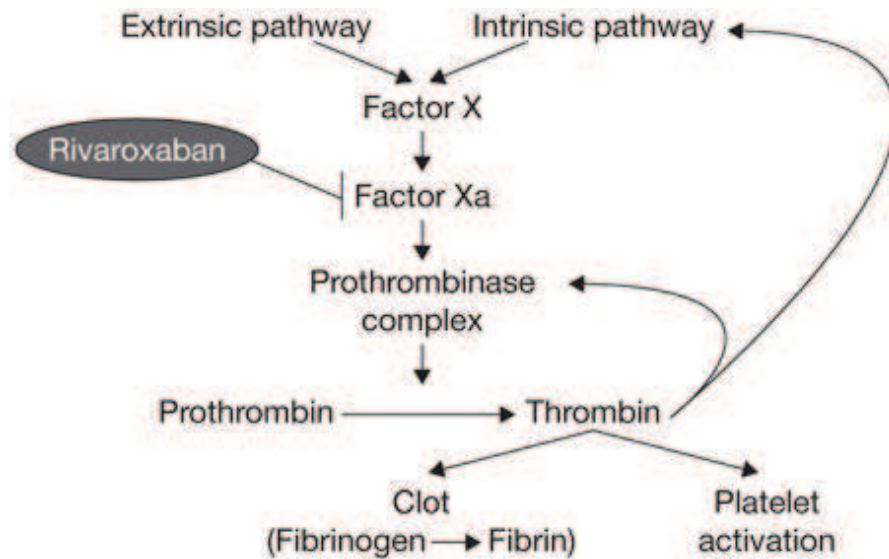 Extrinsic pathway
Intrinsic pathway
Factor X
Rivaroxaban
Factor Xa
Prothrombinase
complex
Prothrombin
Thrombin
Clot
(Fibrinogen → Fibrin)
Platelet
activation